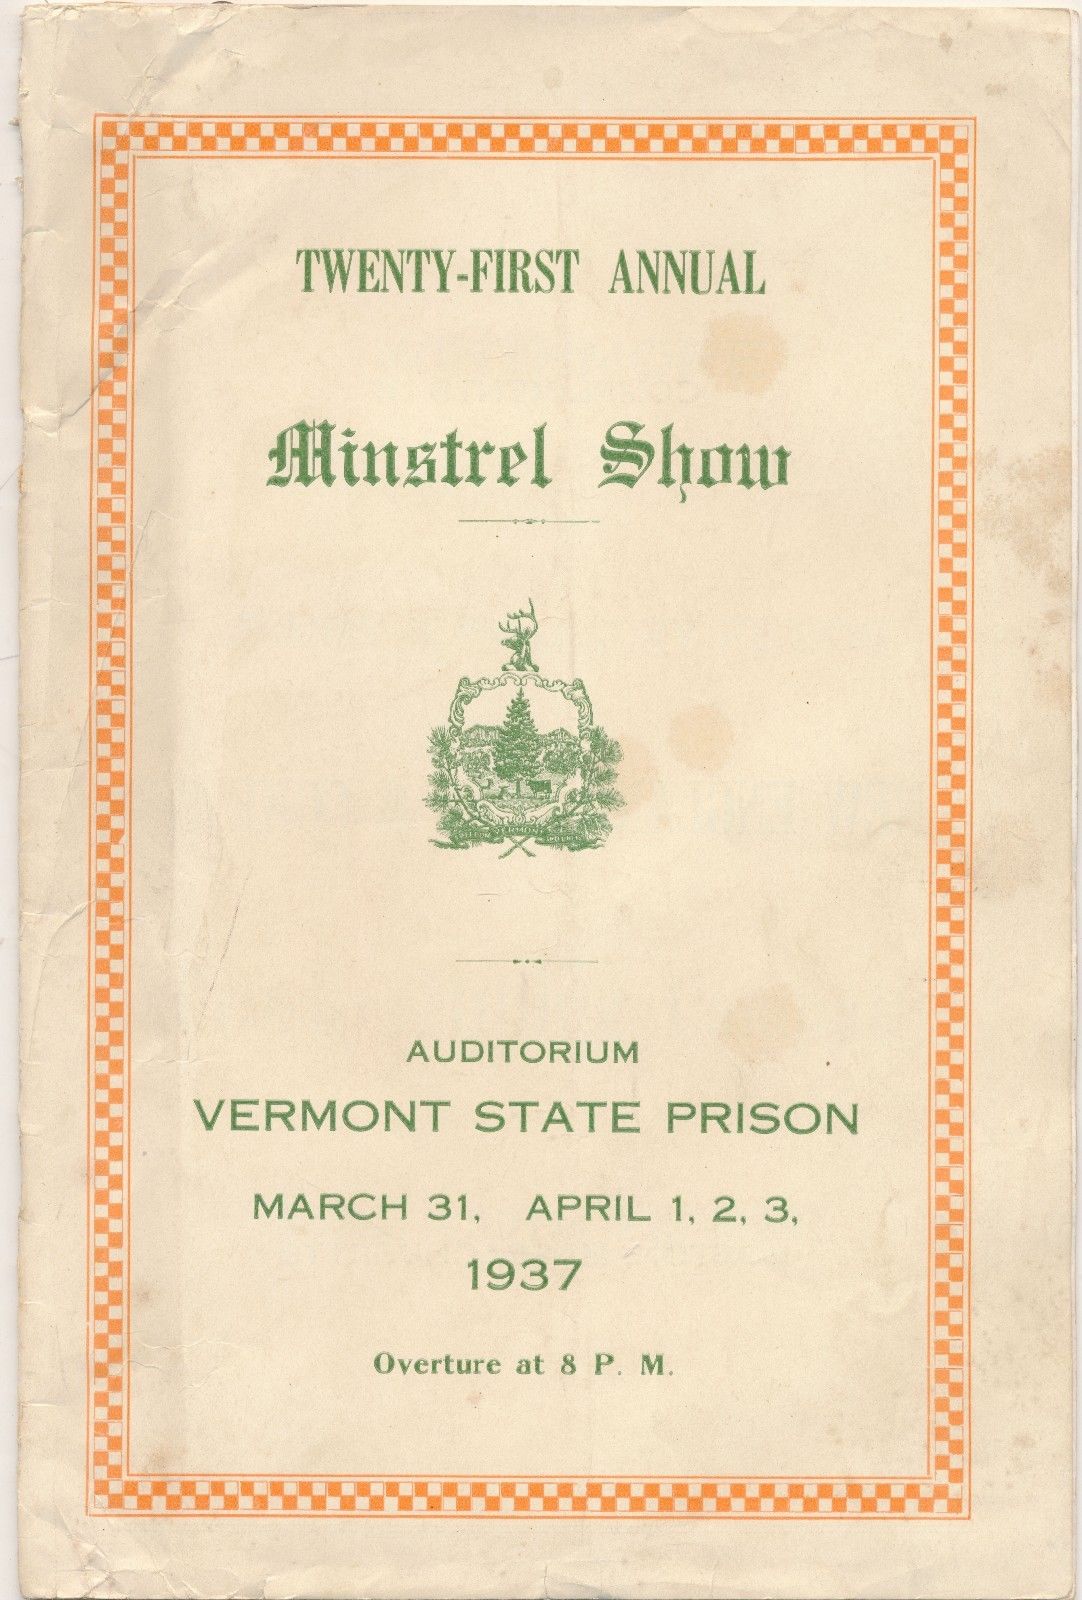 TWENTY-FIRST ANNUAL
Minstrel Show
VERMONT
AUDITORIUM
VERMONT STATE PRISON
MARCH 31, APRIL 1, 2, 3,
1937
Overture at 8 P. M.